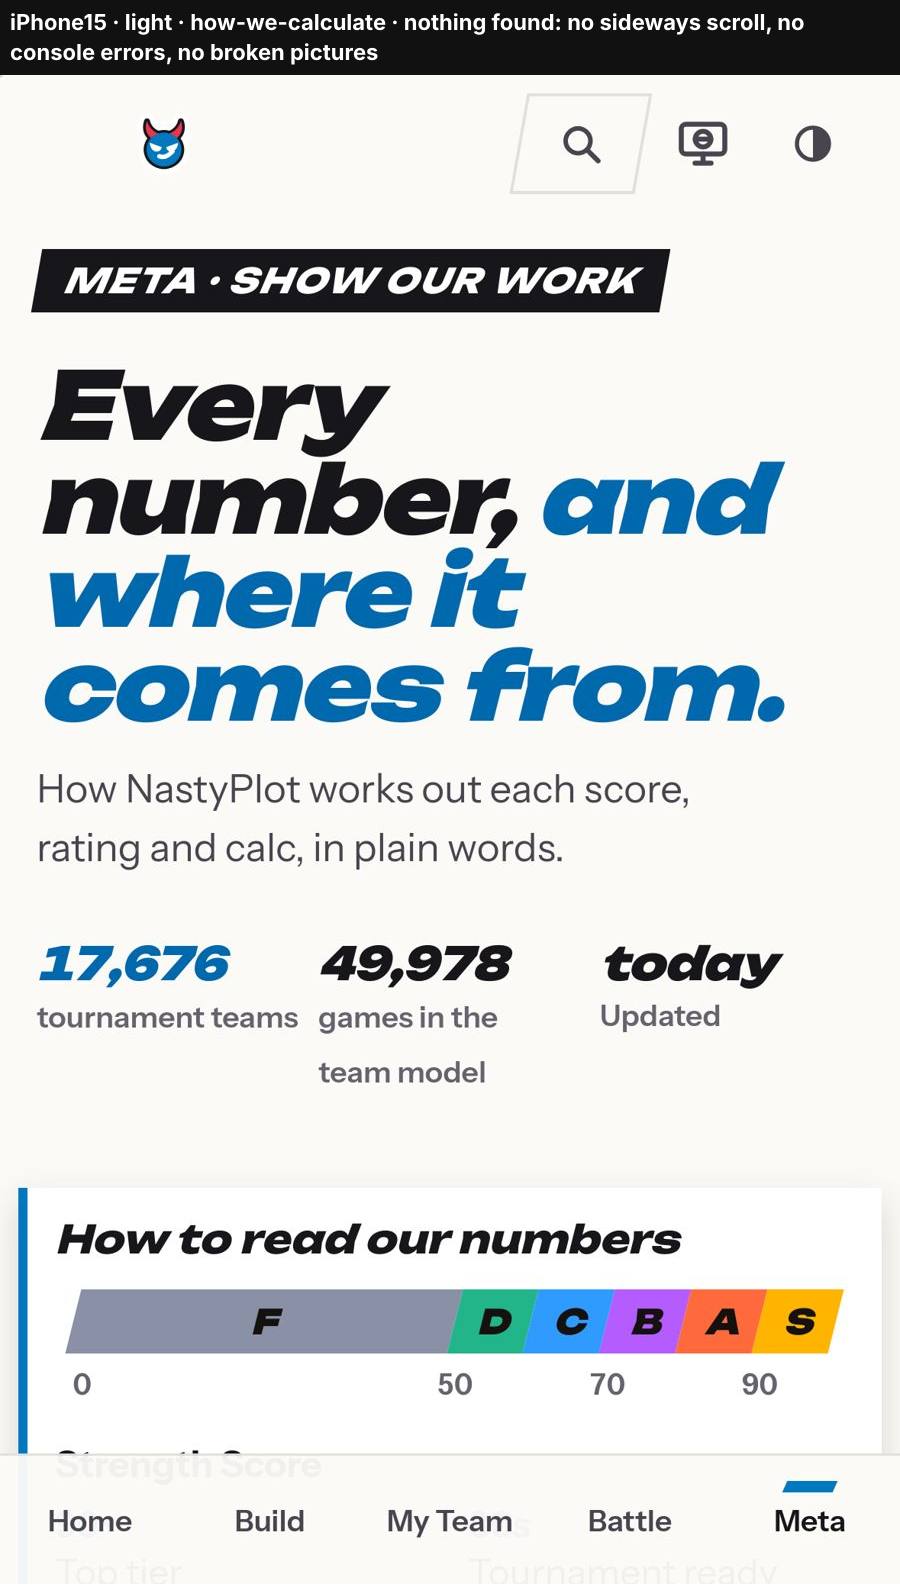 iPhone15 · light · how-we-calculate · nothing found: no sideways scroll, no
console errors, no broken pictures
META · SHOW OUR WORK
Every
number, and
where it
comes from.
How NastyPlot works out each score,
rating and calc, in plain words.
17,676 49,978 today
tournament teams games in the Updated
team model
How to read our numbers
F D C B A S
0 50 70 90
Strength Score
Home Build My Team Battle Meta
Top tier Tournament ready